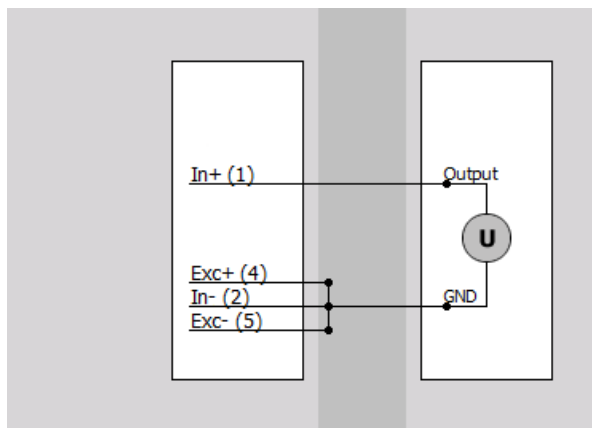 In+ (1)
Output
U
Exc+ (4)
In- (2)
GND
Exc- (5)